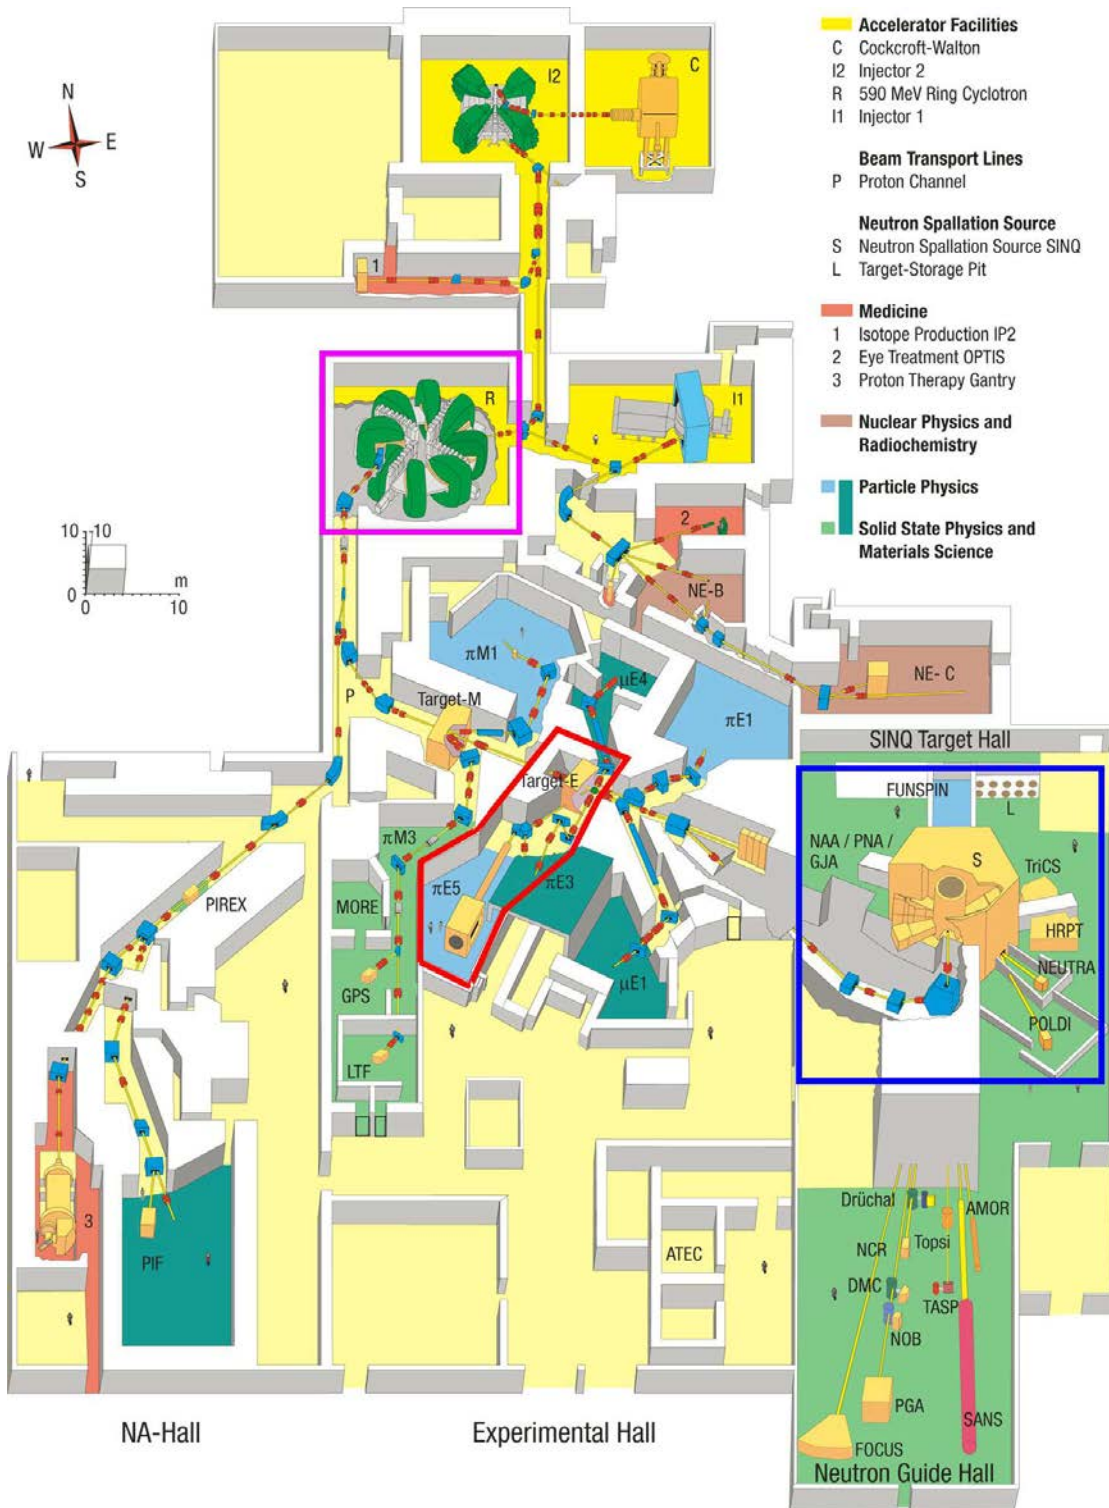 Accelerator Facilities
C Cockcroft-Walton
I2 Injector 2
R 590 MeV Ring Cyclotron
I1 Injector 1
Beam Transport Lines
P Proton Channel
Neutron Spallation Source
S Neutron Spallation Source SINQ
L Target-Storage Pit
Medicine
1 Isotope Production IP2
2 Eye Treatment OPTIS
3 Proton Therapy Gantry
Nuclear Physics and
Radiochemistry
Particle Physics
Solid State Physics and
Materials Science
N
W E
S
I2
C
1
R
I1
10 10
m
0 0 10
2
NE-B
NE- C
πM1
μE4
πE1
P
Target-M
Target-E
SINQ Target Hall
FUNSPIN
L
NAA / PNA /
GJA
S
TriCS
HRPT
NEUTRA
POLDI
πM3
πE5
πE3
PIREX
MORE
GPS
μE1
LTF
3
PIF
ATEC
Drüchal
AMOR
NCR
Topsi
DMC
TASP
NOB
PGA
SANS
FOCUS
NA-Hall
Experimental Hall
Neutron Guide Hall